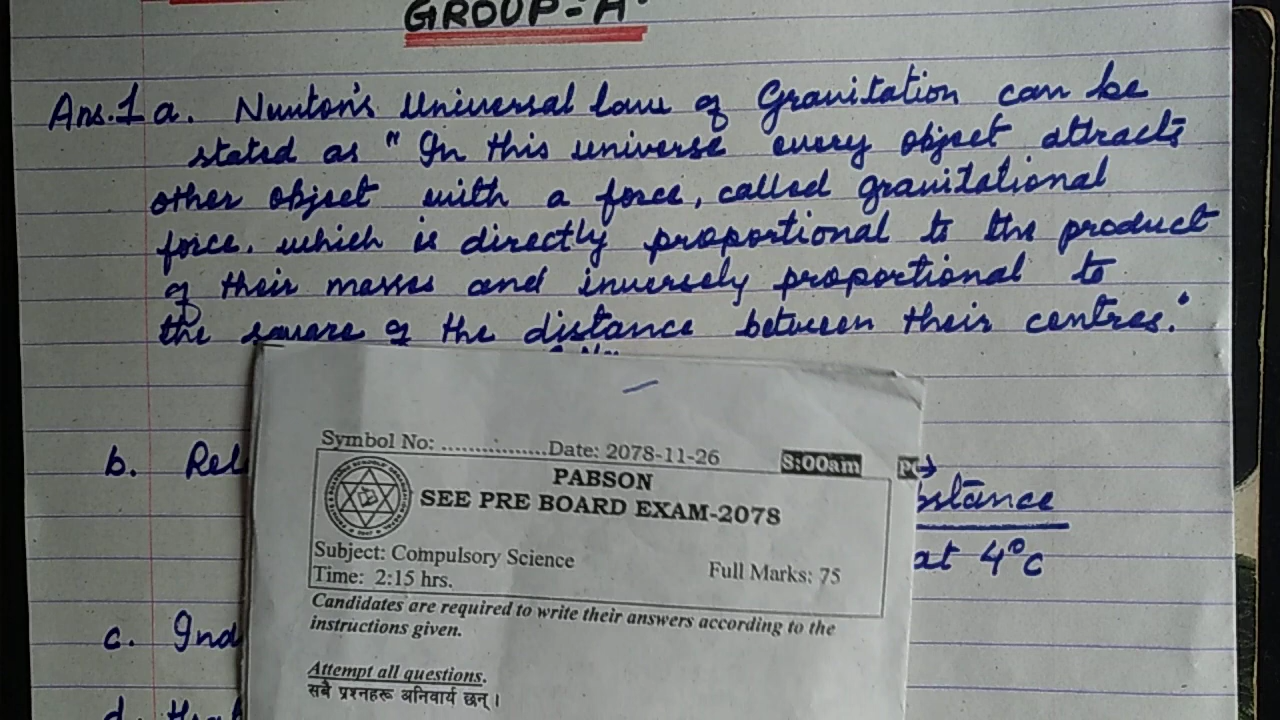 GROUP-A
Ans.1 a. Newton's Universal law of Gravitation can be
stated as "In this universe every object attracts
other object with a force, called gravitational
force. which is directly proportional to the product
of their masses and inversely proportional to
the square of the distance between their centres."
Symbol No: ................Date: 2078-11-26 8:00am
b. Rel
PABSON
bstance
SEE PRE BOARD EXAM-2078
at 4°c
Subject: Compulsory Science Full Marks: 75
Time: 2:15 hrs.
Candidates are required to write their answers according to the
instructions given.
c. Ind
Attempt all questions.
सबै प्रश्नहरू अनिवार्य छन् ।
d.